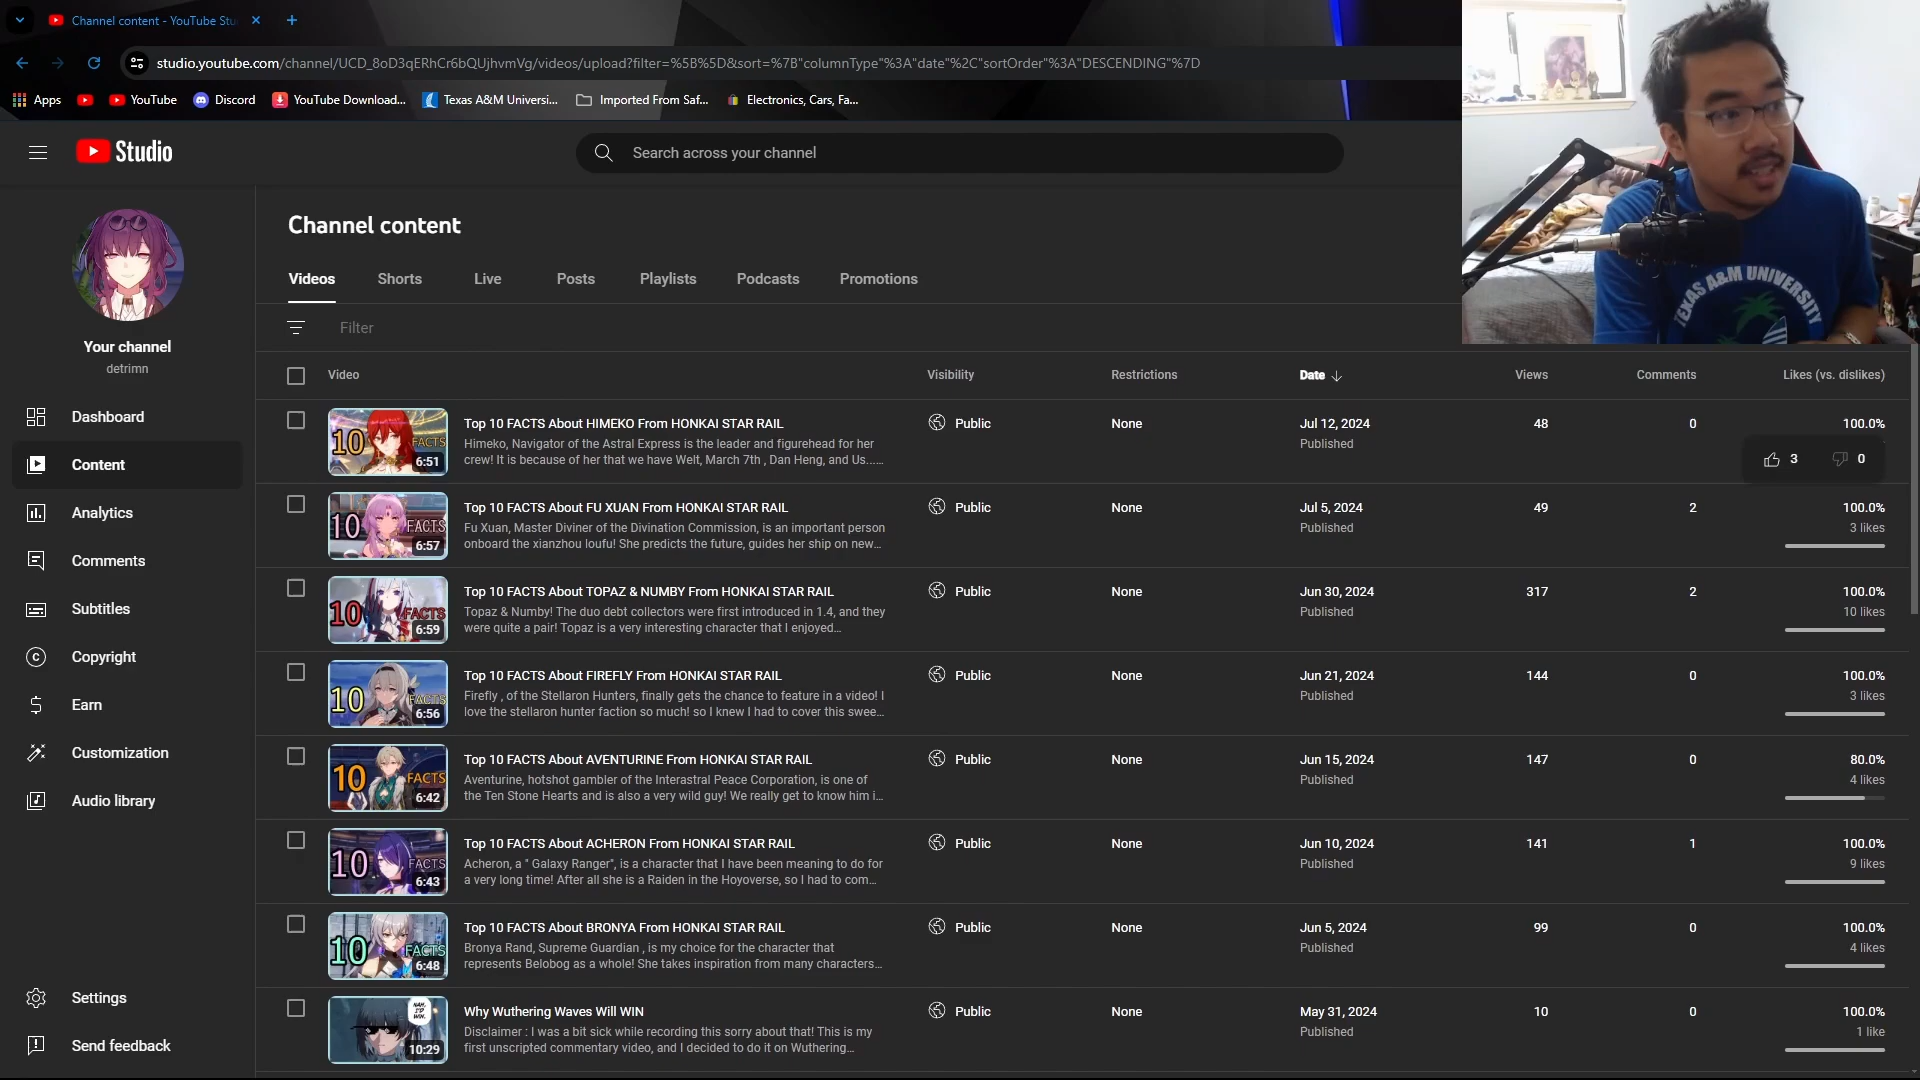 Channel content - YouTube Stu
studio.youtube.com/channel/UCD_8oD3qERhCr6bQUjhvmVg/videos/upload?filter=%5B%5D&sort=%7B"columnType"%3A"date"%2C"sortOrder"%3A"DESCENDING"%7D
Apps YouTube Discord YouTube Download... Texas A&M Universi... Imported From Saf... Electronics, Cars, Fa...
Studio
Search across your channel
TEXAS A&M UNIVERSITY
Your channel
detrimn
Dashboard
Content
Analytics
Comments
Subtitles
Copyright
Earn
Customization
Audio library
Settings
Send feedback
Channel content
Videos Shorts Live Posts Playlists Podcasts Promotions
Filter
Video Visibility Restrictions Date Views Comments Likes (vs. dislikes)
10 FACTS 6:51
Top 10 FACTS About HIMEKO From HONKAI STAR RAIL Public None Jul 12, 2024 48 0 100.0%
Himeko, Navigator of the Astral Express is the leader and figurehead for her Published
crew! It is because of her that we have Welt, March 7th , Dan Heng, and Us...... 3 0
10 FACTS 6:57
Top 10 FACTS About FU XUAN From HONKAI STAR RAIL Public None Jul 5, 2024 49 2 100.0%
Fu Xuan, Master Diviner of the Divination Commission, is an important person Published 3 likes
onboard the xianzhou loufu! She predicts the future, guides her ship on new...
10 FACTS 6:59
Top 10 FACTS About TOPAZ & NUMBY From HONKAI STAR RAIL Public None Jun 30, 2024 317 2 100.0%
Topaz & Numby! The duo debt collectors were first introduced in 1.4, and they Published 10 likes
were quite a pair! Topaz is a very interesting character that I enjoyed...
10 FACTS 6:56
Top 10 FACTS About FIREFLY From HONKAI STAR RAIL Public None Jun 21, 2024 144 0 100.0%
Firefly , of the Stellaron Hunters, finally gets the chance to feature in a video! I Published 3 likes
love the stellaron hunter faction so much! so I knew I had to cover this swee...
10 FACTS 6:42
Top 10 FACTS About AVENTURINE From HONKAI STAR RAIL Public None Jun 15, 2024 147 0 80.0%
Aventurine, hotshot gambler of the Interastral Peace Corporation, is one of Published 4 likes
the Ten Stone Hearts and is also a very wild guy! We really get to know him i...
10 FACTS 6:43
Top 10 FACTS About ACHERON From HONKAI STAR RAIL Public None Jun 10, 2024 141 1 100.0%
Acheron, a " Galaxy Ranger", is a character that I have been meaning to do for Published 9 likes
a very long time! After all she is a Raiden in the Hoyoverse, so I had to com...
10 FACTS 6:48
Top 10 FACTS About BRONYA From HONKAI STAR RAIL Public None Jun 5, 2024 99 0 100.0%
Bronya Rand, Supreme Guardian , is my choice for the character that Published 4 likes
represents Belobog as a whole! She takes inspiration from many characters...
NAH, I'D WIN. 10:29
Why Wuthering Waves Will WIN Public None May 31, 2024 10 0 100.0%
Disclaimer : I was a bit sick while recording this sorry about that! This is my Published 1 like
first unscripted commentary video, and I decided to do it on Wuthering...